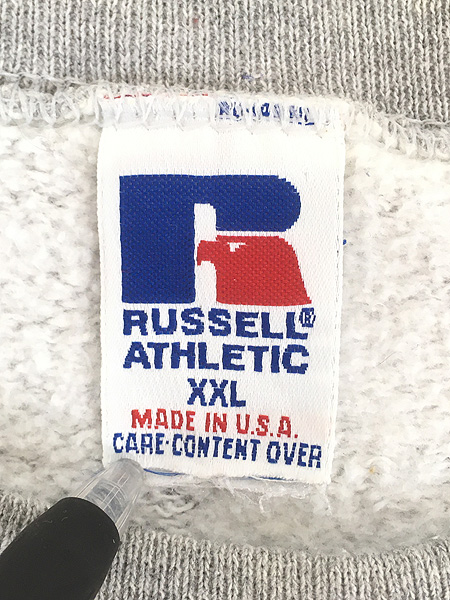 RUSSELL®
ATHLETIC
XXL
MADE IN U.S.A.
CARE·CONTENT OVER